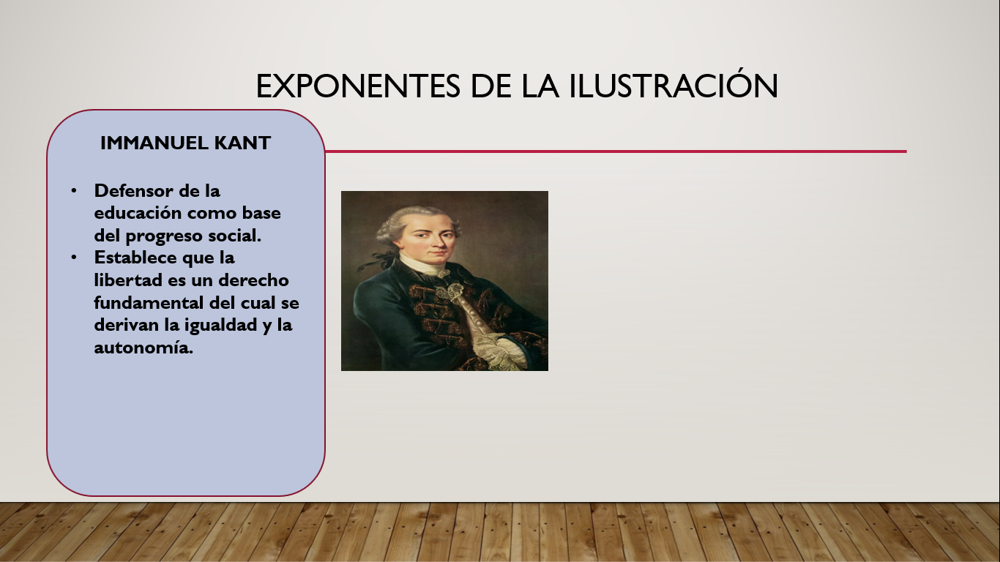 EXPONENTES DE LA ILUSTRACIÓN
IMMANUEL KANT
• Defensor de la
educación como base
del progreso social.
• Establece que la
libertad es un derecho
fundamental del cual se
derivan la igualdad y la
autonomía.